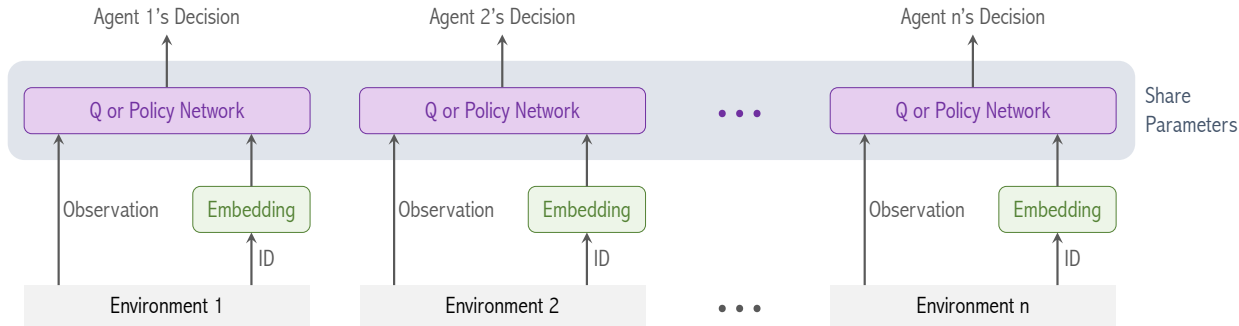 Agent 1's Decision
Agent 2's Decision
Agent n's Decision
Q or Policy Network
Q or Policy Network
• • •
Q or Policy Network
Share
Parameters
Observation
Embedding
Observation
Embedding
Observation
Embedding
ID
ID
ID
Environment 1
Environment 2
• • •
Environment n